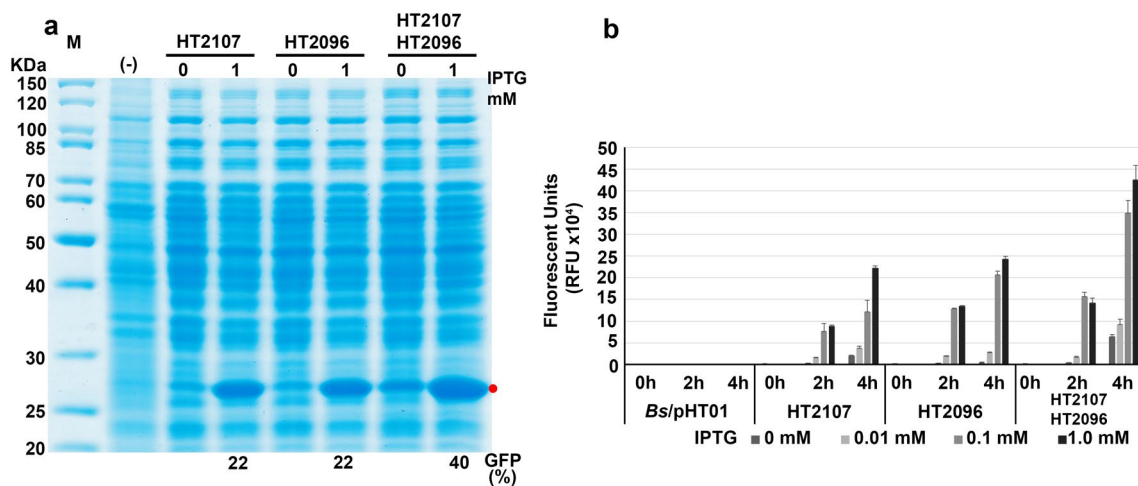 a
M
KDa
(-)
HT2107
HT2096
HT2107
HT2096
0 1 0 1 0 1
IPTG
mM
150
120
100
85
70
60
50
40
30
25
20
22 22 40
GFP
(%)
b
Fluorescent Units
(RFU x10⁴)
50
45
40
35
30
25
20
15
10
5
0
0h 2h 4h 0h 2h 4h 0h 2h 4h 0h 2h 4h
Bs/pHT01
HT2107
HT2096
HT2107
HT2096
IPTG 0 mM 0.01 mM 0.1 mM 1.0 mM